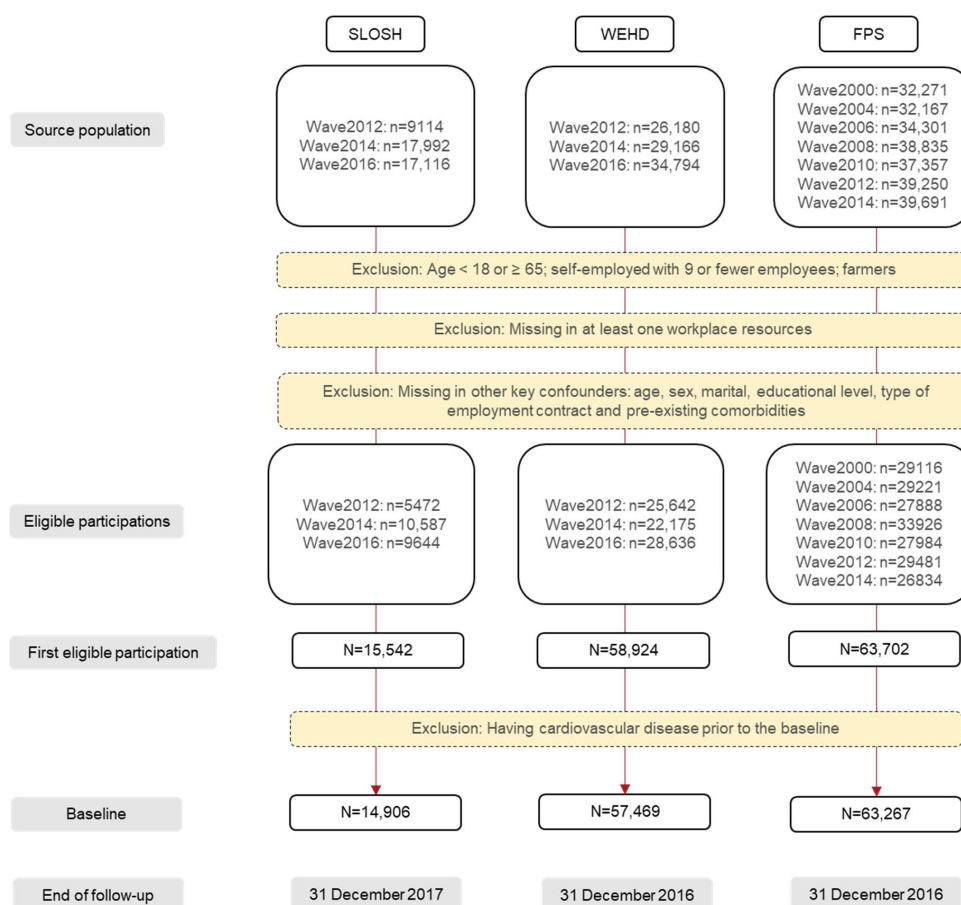 SLOSH
WEHD
FPS
Source population
Wave2012: n=9114
Wave2014: n=17,992
Wave2016: n=17,116
Wave2012: n=26,180
Wave2014: n=29,166
Wave2016: n=34,794
Wave2000: n=32,271
Wave2004: n=32,167
Wave2006: n=34,301
Wave2008: n=38,835
Wave2010: n=37,357
Wave2012: n=39,250
Wave2014: n=39,691
Exclusion: Age < 18 or ≥ 65; self-employed with 9 or fewer employees; farmers
Exclusion: Missing in at least one workplace resources
Exclusion: Missing in other key confounders: age, sex, marital, educational level, type of
employment contract and pre-existing comorbidities
Eligible participations
Wave2012: n=5472
Wave2014: n=10,587
Wave2016: n=9644
Wave2012: n=25,642
Wave2014: n=22,175
Wave2016: n=28,636
Wave2000: n=29116
Wave2004: n=29221
Wave2006: n=27888
Wave2008: n=33926
Wave2010: n=27984
Wave2012: n=29481
Wave2014: n=26834
First eligible participation
N=15,542
N=58,924
N=63,702
Exclusion: Having cardiovascular disease prior to the baseline
Baseline
N=14,906
N=57,469
N=63,267
End of follow-up
31 December 2017
31 December 2016
31 December 2016